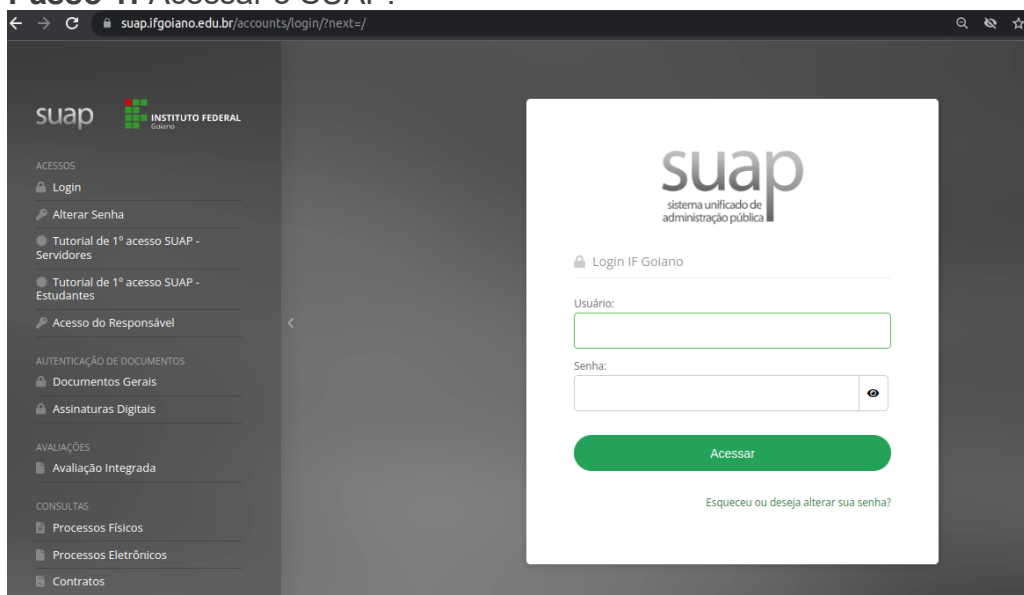 Passo 1: Acessar o SUAP:
suap.ifgoiano.edu.br/accounts/login/?next=/
suap
INSTITUTO FEDERAL
Goiano
ACESSOS
Login
Alterar Senha
Tutorial de 1º acesso SUAP -
Servidores
Tutorial de 1º acesso SUAP -
Estudantes
Acesso do Responsável
AUTENTICAÇÃO DE DOCUMENTOS
Documentos Gerais
Assinaturas Digitais
AVALIAÇÕES
Avaliação Integrada
CONSULTAS
Processos Físicos
Processos Eletrônicos
Contratos
suap
sistema unificado de
administração pública
Login IF Goiano
Usuário:
Senha:
Acessar
Esqueceu ou deseja alterar sua senha?